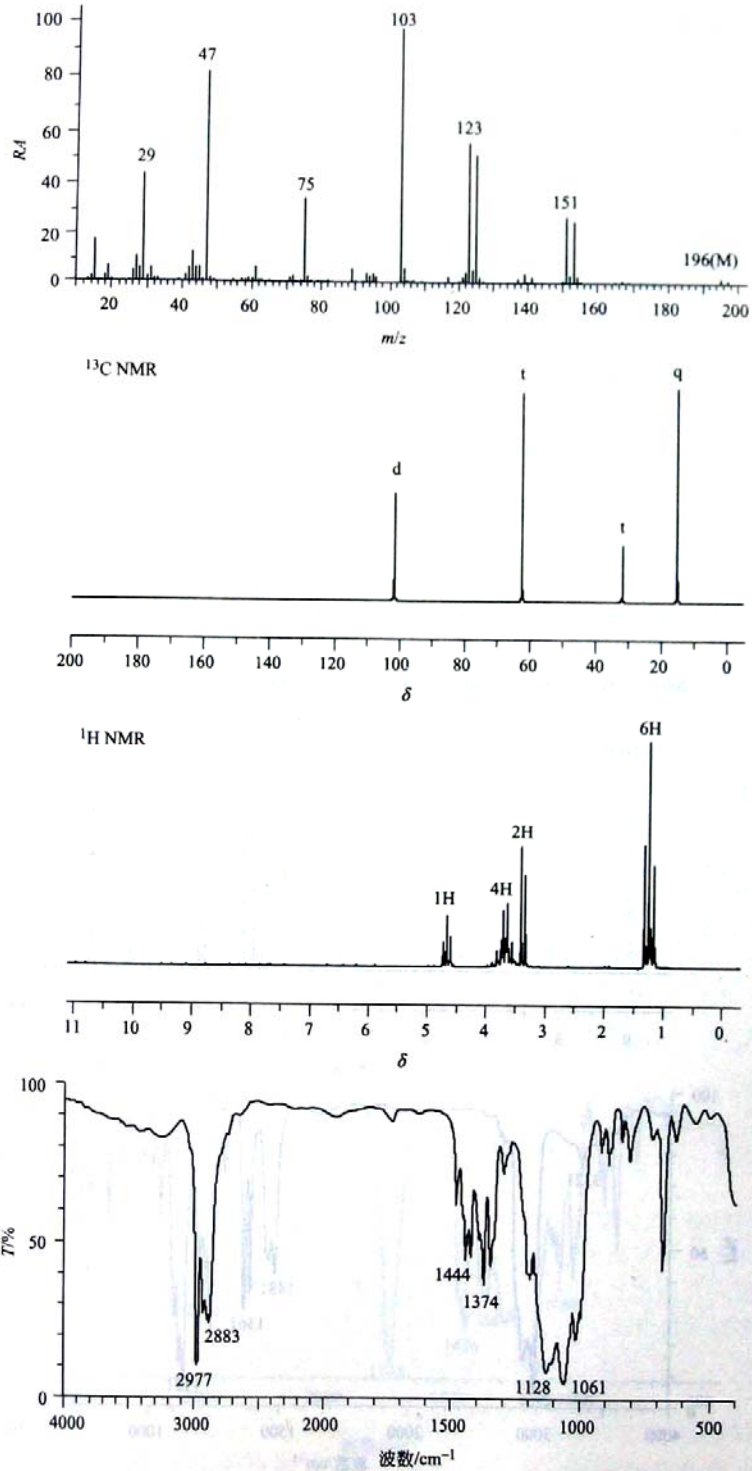 100
80
60
40
20
0
RA
29
47
75
103
123
151
196(M)
20 40 60 80 100 120 140 160 180 200
m/z
13C NMR
d
t
t
q
200 180 160 140 120 100 80 60 40 20 0
δ
1H NMR
1H
4H
2H
6H
11 10 9 8 7 6 5 4 3 2 1 0
δ
100
50
0
T/%
2977
2883
1444
1374
1128
1061
4000 3000 2000 1500 1000 500
波数/cm⁻¹